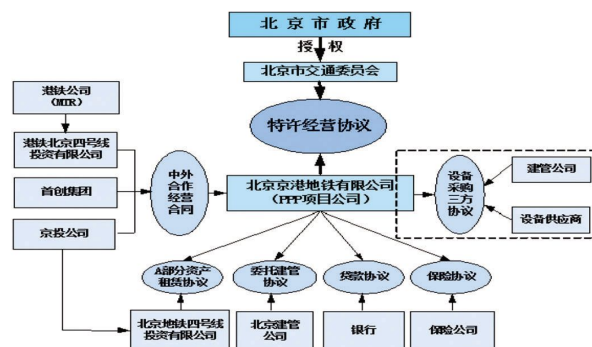 北京市政府
授权
北京市交通委员会
特许经营协议
港铁公司
（MTR）
港铁北京四号线
投资有限公司
首创集团
京投公司
中外
合作
经营
合同
北京京港地铁有限公司
（PPP项目公司）
设备
采购
三方
协议
建管公司
设备供应商
A部分资产
租赁协议
委托建管
协议
贷款协议
保险协议
北京地铁四号线
投资有限公司
北京建管
公司
银行
保险公司